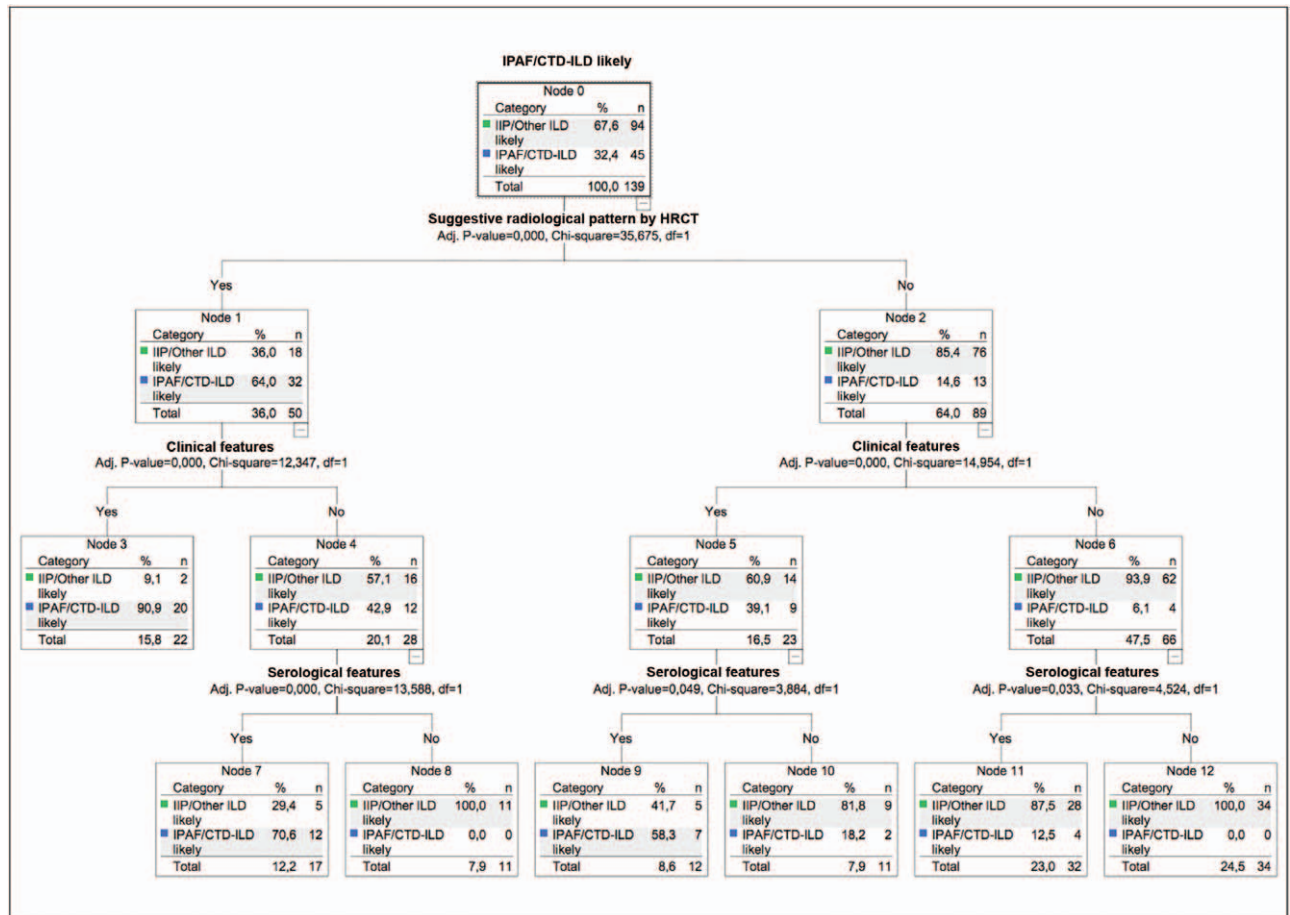 IPAF/CTD-ILD likely
Node 0
Category % n
IIP/Other ILD 67,6 94
likely
IPAF/CTD-ILD 32,4 45
likely
Total 100,0 139
Suggestive radiological pattern by HRCT
Adj. P-value=0,000, Chi-square=35,675, df=1
Yes
No
Node 1
Category % n
IIP/Other ILD 36,0 18
likely
IPAF/CTD-ILD 64,0 32
likely
Total 36,0 50
Node 2
Category % n
IIP/Other ILD 85,4 76
likely
IPAF/CTD-ILD 14,6 13
likely
Total 64,0 89
Clinical features
Adj. P-value=0,000, Chi-square=12,347, df=1
Clinical features
Adj. P-value=0,000, Chi-square=14,954, df=1
Yes
No
Yes
No
Node 3
Category % n
IIP/Other ILD 9,1 2
likely
IPAF/CTD-ILD 90,9 20
likely
Total 15,8 22
Node 4
Category % n
IIP/Other ILD 57,1 16
likely
IPAF/CTD-ILD 42,9 12
likely
Total 20,1 28
Node 5
Category % n
IIP/Other ILD 60,9 14
likely
IPAF/CTD-ILD 39,1 9
likely
Total 16,5 23
Node 6
Category % n
IIP/Other ILD 93,9 62
likely
IPAF/CTD-ILD 6,1 4
likely
Total 47,5 66
Serological features
Adj. P-value=0,000, Chi-square=13,588, df=1
Serological features
Adj. P-value=0,049, Chi-square=3,884, df=1
Serological features
Adj. P-value=0,033, Chi-square=4,524, df=1
Yes
No
Yes
No
Yes
No
Node 7
Category % n
IIP/Other ILD 29,4 5
likely
IPAF/CTD-ILD 70,6 12
likely
Total 12,2 17
Node 8
Category % n
IIP/Other ILD 100,0 11
likely
IPAF/CTD-ILD 0,0 0
likely
Total 7,9 11
Node 9
Category % n
IIP/Other ILD 41,7 5
likely
IPAF/CTD-ILD 58,3 7
likely
Total 8,6 12
Node 10
Category % n
IIP/Other ILD 81,8 9
likely
IPAF/CTD-ILD 18,2 2
likely
Total 7,9 11
Node 11
Category % n
IIP/Other ILD 87,5 28
likely
IPAF/CTD-ILD 12,5 4
likely
Total 23,0 32
Node 12
Category % n
IIP/Other ILD 100,0 34
likely
IPAF/CTD-ILD 0,0 0
likely
Total 24,5 34